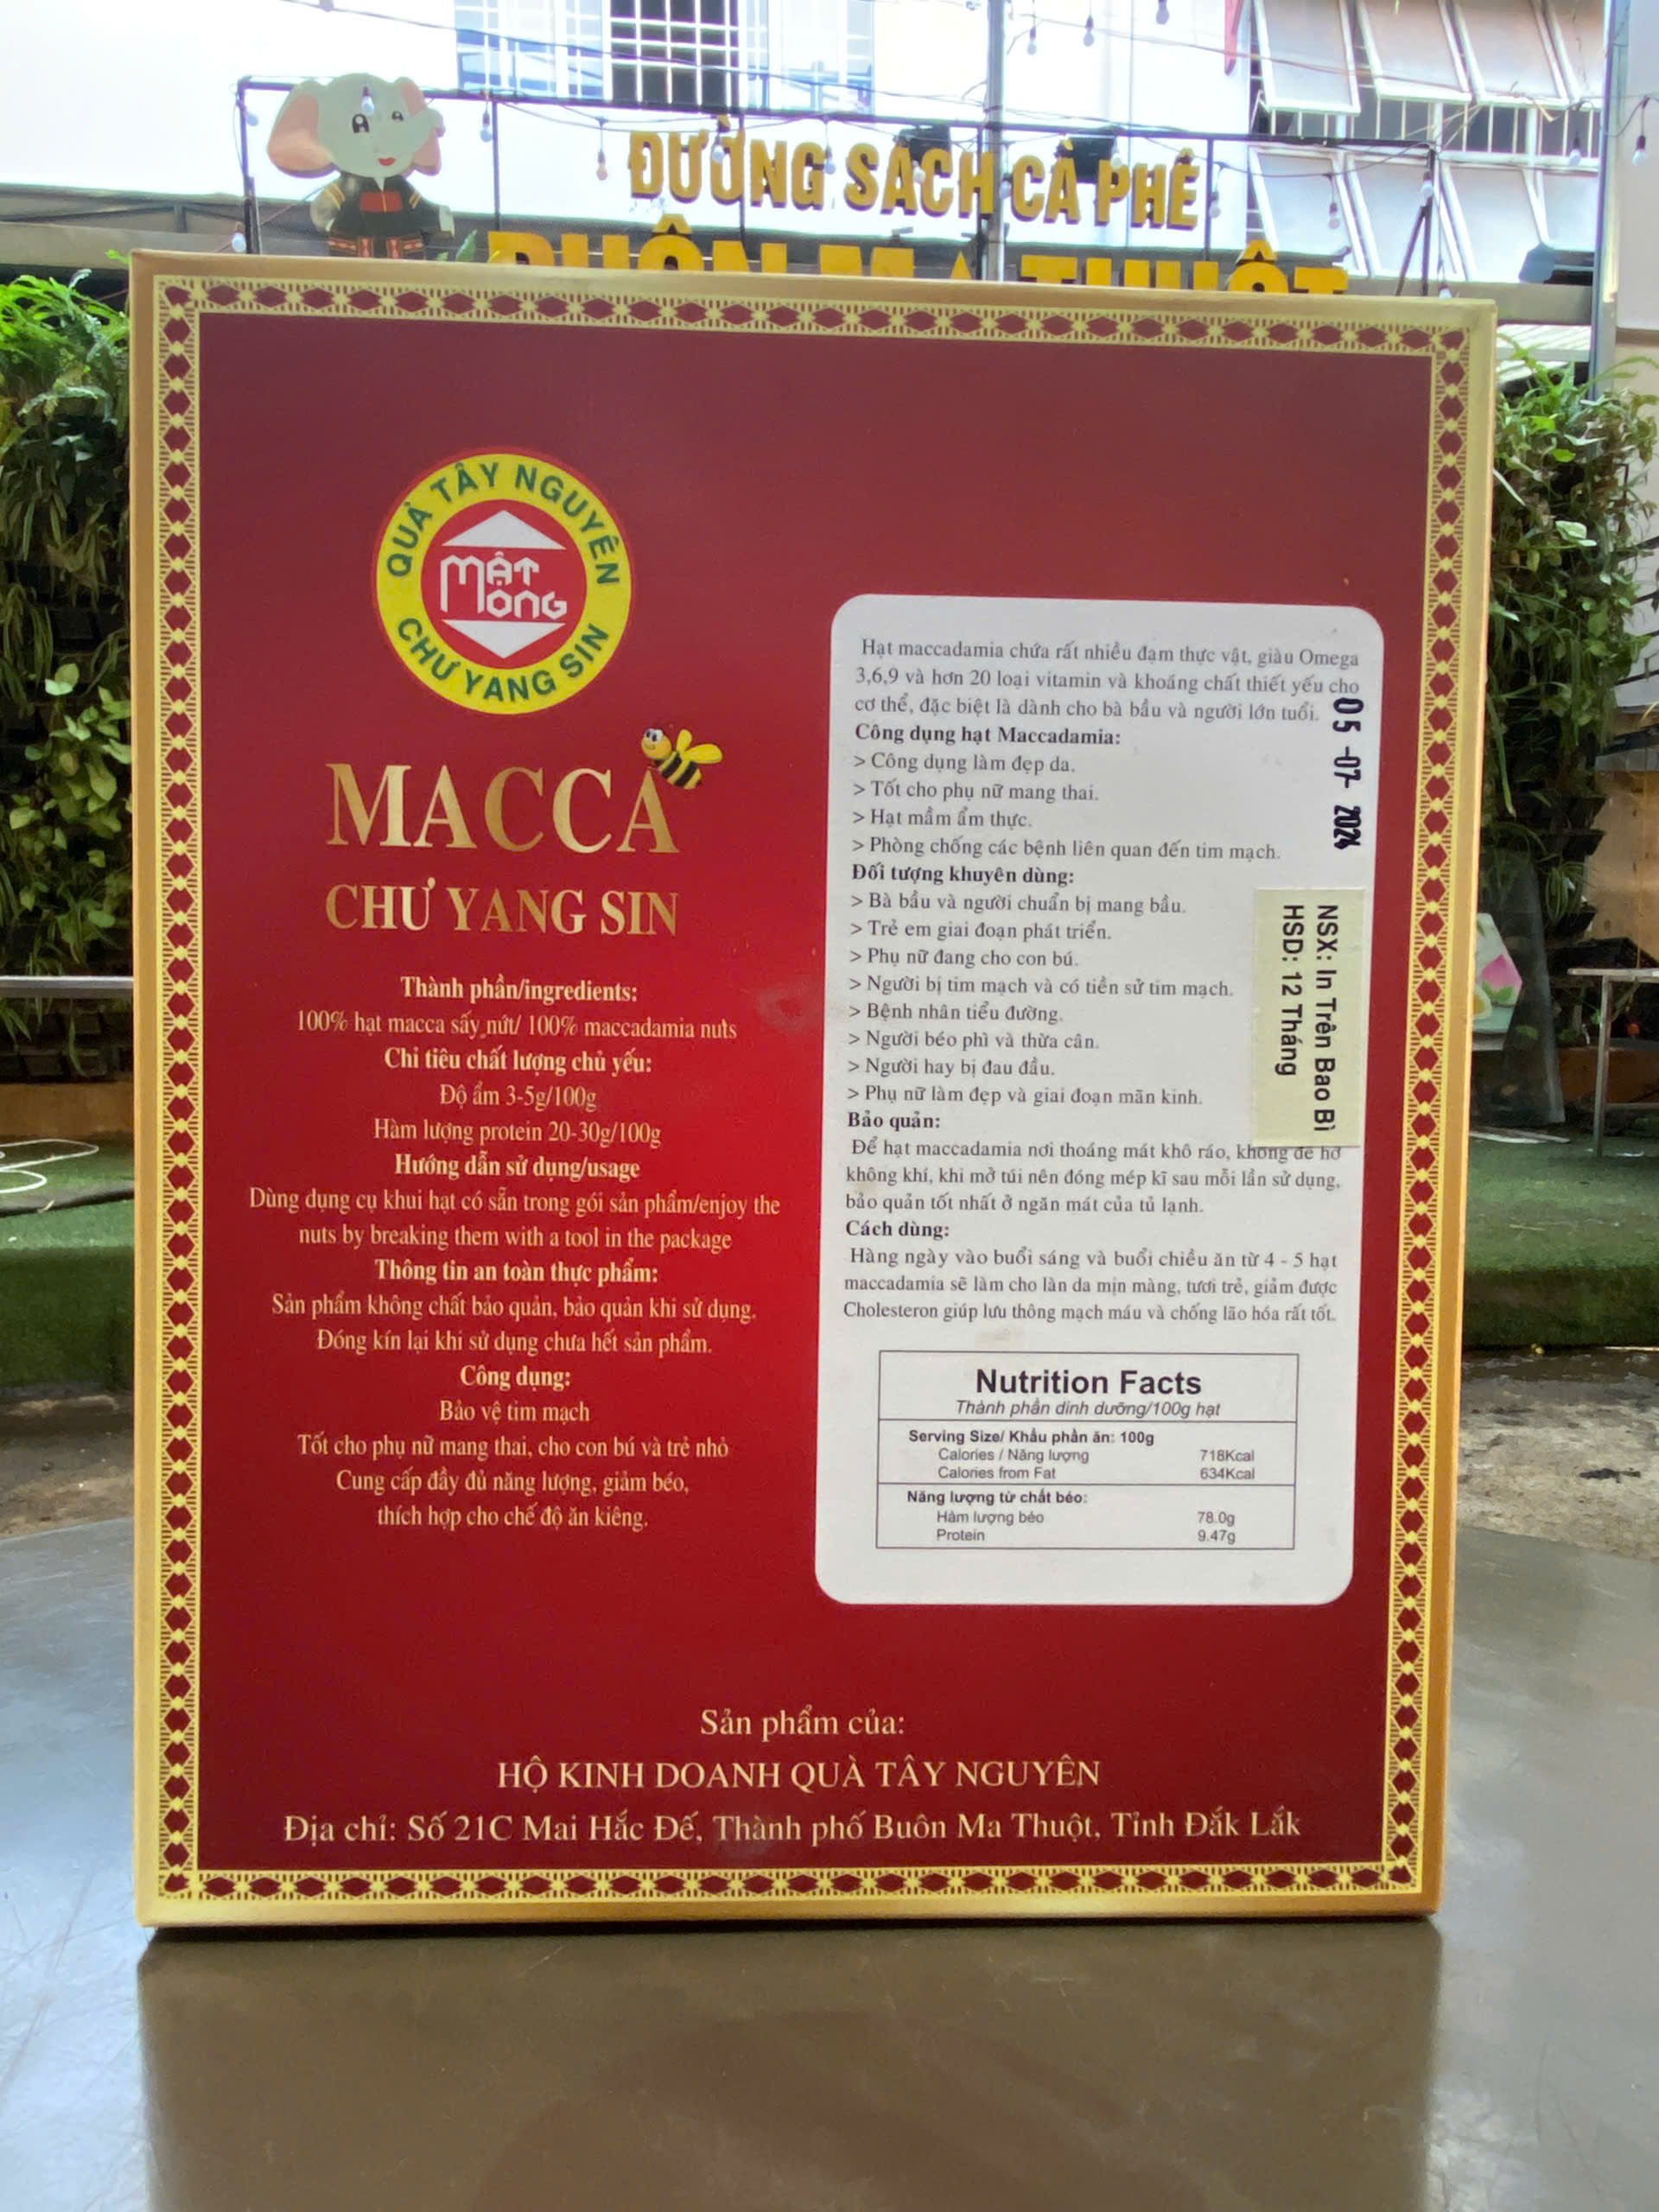 ĐƯỜNG SÁCH CÀ PHÊ
BUÔN MA THUỘT
QUÀ TÂY NGUYÊN
MẬT ONG
CHƯ YANG SIN
MACCA
CHƯ YANG SIN
Thành phần/ingredients:
100% hạt macca sấy nứt/ 100% maccadamia nuts
Chỉ tiêu chất lượng chủ yếu:
Độ ẩm 3-5g/100g
Hàm lượng protein 20-30g/100g
Hướng dẫn sử dụng/usage
Dùng dụng cụ khui hạt có sẵn trong gói sản phẩm/enjoy the
nuts by breaking them with a tool in the package
Thông tin an toàn thực phẩm:
Sản phẩm không chất bảo quản, bảo quản khi sử dụng.
Đóng kín lại khi sử dụng chưa hết sản phẩm.
Công dụng:
Bảo vệ tim mạch
Tốt cho phụ nữ mang thai, cho con bú và trẻ nhỏ
Cung cấp đầy đủ năng lượng, giảm béo,
thích hợp cho chế độ ăn kiêng.
Hạt maccadamia chứa rất nhiều đạm thực vật, giàu Omega
3,6,9 và hơn 20 loại vitamin và khoáng chất thiết yếu cho
cơ thể, đặc biệt là dành cho bà bầu và người lớn tuổi.
Công dụng hạt Maccadamia:
> Công dụng làm đẹp da.
> Tốt cho phụ nữ mang thai.
> Hạt mầm ẩm thực.
> Phòng chống các bệnh liên quan đến tim mạch.
Đối tượng khuyên dùng:
> Bà bầu và người chuẩn bị mang bầu.
> Trẻ em giai đoạn phát triển.
> Phụ nữ đang cho con bú.
> Người bị tim mạch và có tiền sử tim mạch.
> Bệnh nhân tiểu đường.
> Người béo phì và thừa cân.
> Người hay bị đau đầu.
> Phụ nữ làm đẹp và giai đoạn mãn kinh.
Bảo quản:
Để hạt maccadamia nơi thoáng mát khô ráo, không để hở
không khí, khi mở túi nên đóng mép kĩ sau mỗi lần sử dụng,
bảo quản tốt nhất ở ngăn mát của tủ lạnh.
Cách dùng:
Hàng ngày vào buổi sáng và buổi chiều ăn từ 4 - 5 hạt
maccadamia sẽ làm cho làn da mịn màng, tươi trẻ, giảm được
Cholesteron giúp lưu thông mạch máu và chống lão hóa rất tốt.
05 -07- 2024
NSX: In Trên Bao Bì
HSD: 12 Tháng
Nutrition Facts
Thành phần dinh dưỡng/100g hạt
Serving Size/ Khẩu phần ăn: 100g
Calories / Năng lượng 718Kcal
Calories from Fat 634Kcal
Năng lượng từ chất béo:
Hàm lượng béo 78.0g
Protein 9.47g
Sản phẩm của:
HỘ KINH DOANH QUÀ TÂY NGUYÊN
Địa chỉ: Số 21C Mai Hắc Đế, Thành phố Buôn Ma Thuột, Tỉnh Đắk Lắk